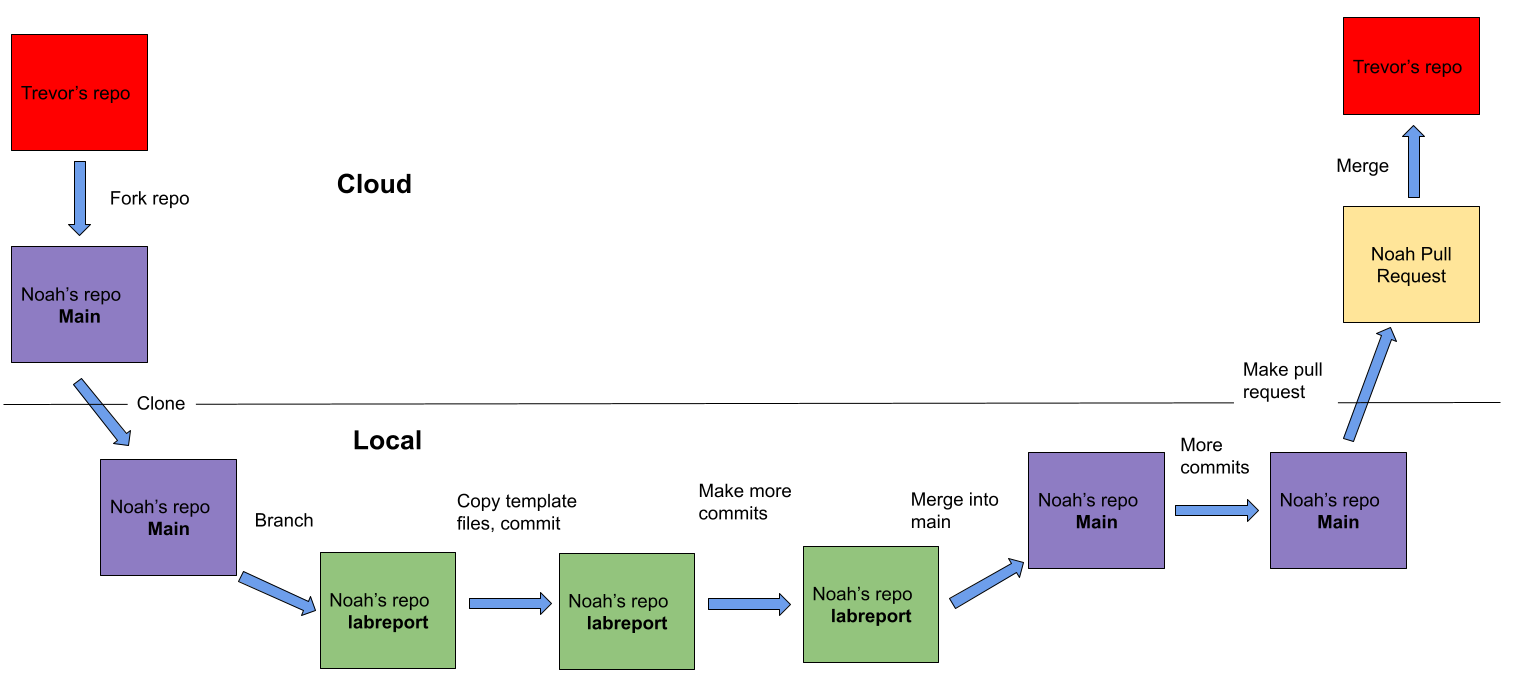 Trevor's repo
Fork repo
Cloud
Noah's repo
Main
Clone
Local
Noah's repo
Main
Branch
Noah's repo
labreport
Copy template
files, commit
Noah's repo
labreport
Make more
commits
Noah's repo
labreport
Merge into
main
Noah's repo
Main
More
commits
Noah's repo
Main
Make pull
request
Noah Pull
Request
Merge
Trevor's repo